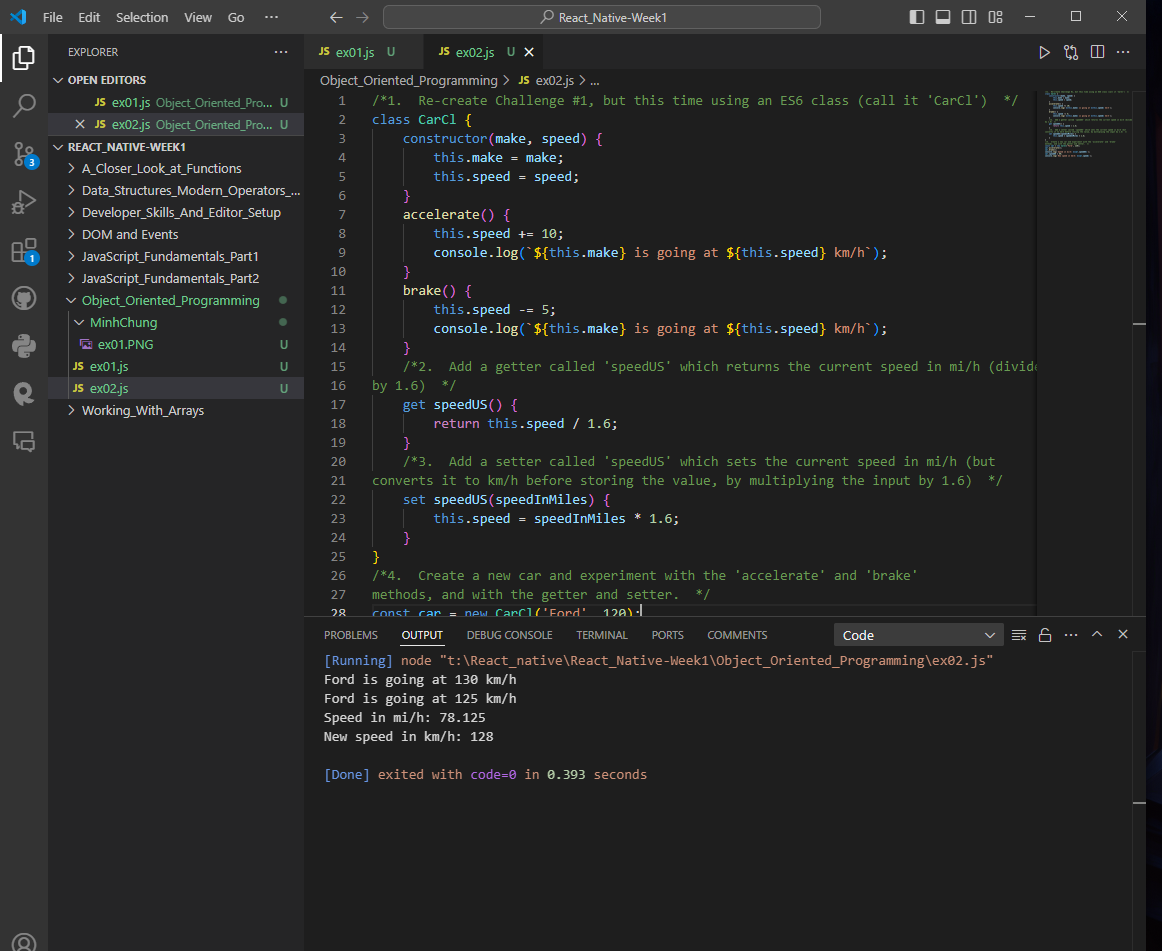 File Edit Selection View Go ···
React_Native-Week1
EXPLORER ···
OPEN EDITORS
JS ex01.js Object_Oriented_Pro... U
JS ex02.js Object_Oriented_Pro... U
REACT_NATIVE-WEEK1
A_Closer_Look_at_Functions
Data_Structures_Modern_Operators_...
Developer_Skills_And_Editor_Setup
DOM and Events
JavaScript_Fundamentals_Part1
JavaScript_Fundamentals_Part2
Object_Oriented_Programming
MinhChung
ex01.PNG U
JS ex01.js U
JS ex02.js U
Working_With_Arrays
3
1
JS ex01.js U
JS ex02.js U
Object_Oriented_Programming > JS ex02.js > ...
1 /*1.  Re-create Challenge #1, but this time using an ES6 class (call it 'CarCl')  */
2 class CarCl {
3     constructor(make, speed) {
4         this.make = make;
5         this.speed = speed;
6     }
7     accelerate() {
8         this.speed += 10;
9         console.log(`${this.make} is going at ${this.speed} km/h`);
10     }
11     brake() {
12         this.speed -= 5;
13         console.log(`${this.make} is going at ${this.speed} km/h`);
14     }
15     /*2.  Add a getter called 'speedUS' which returns the current speed in mi/h (divide
16 by 1.6)  */
17     get speedUS() {
18         return this.speed / 1.6;
19     }
20     /*3.  Add a setter called 'speedUS' which sets the current speed in mi/h (but
21 converts it to km/h before storing the value, by multiplying the input by 1.6)  */
22     set speedUS(speedInMiles) {
23         this.speed = speedInMiles * 1.6;
24     }
25 }
26 /*4.  Create a new car and experiment with the 'accelerate' and 'brake'
27 methods, and with the getter and setter.  */
28 const car = new CarCl('Ford', 120);
PROBLEMS OUTPUT DEBUG CONSOLE TERMINAL PORTS COMMENTS
Code
[Running] node "t:\React_native\React_Native-Week1\Object_Oriented_Programming\ex02.js"
Ford is going at 130 km/h
Ford is going at 125 km/h
Speed in mi/h: 78.125
New speed in km/h: 128
[Done] exited with code=0 in 0.393 seconds